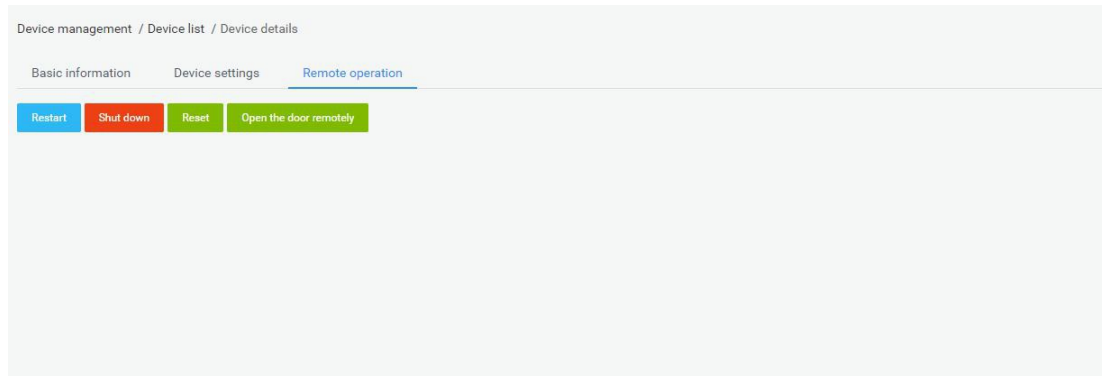 Device management / Device list / Device details
Basic information Device settings Remote operation
Restart Shut down Reset Open the door remotely